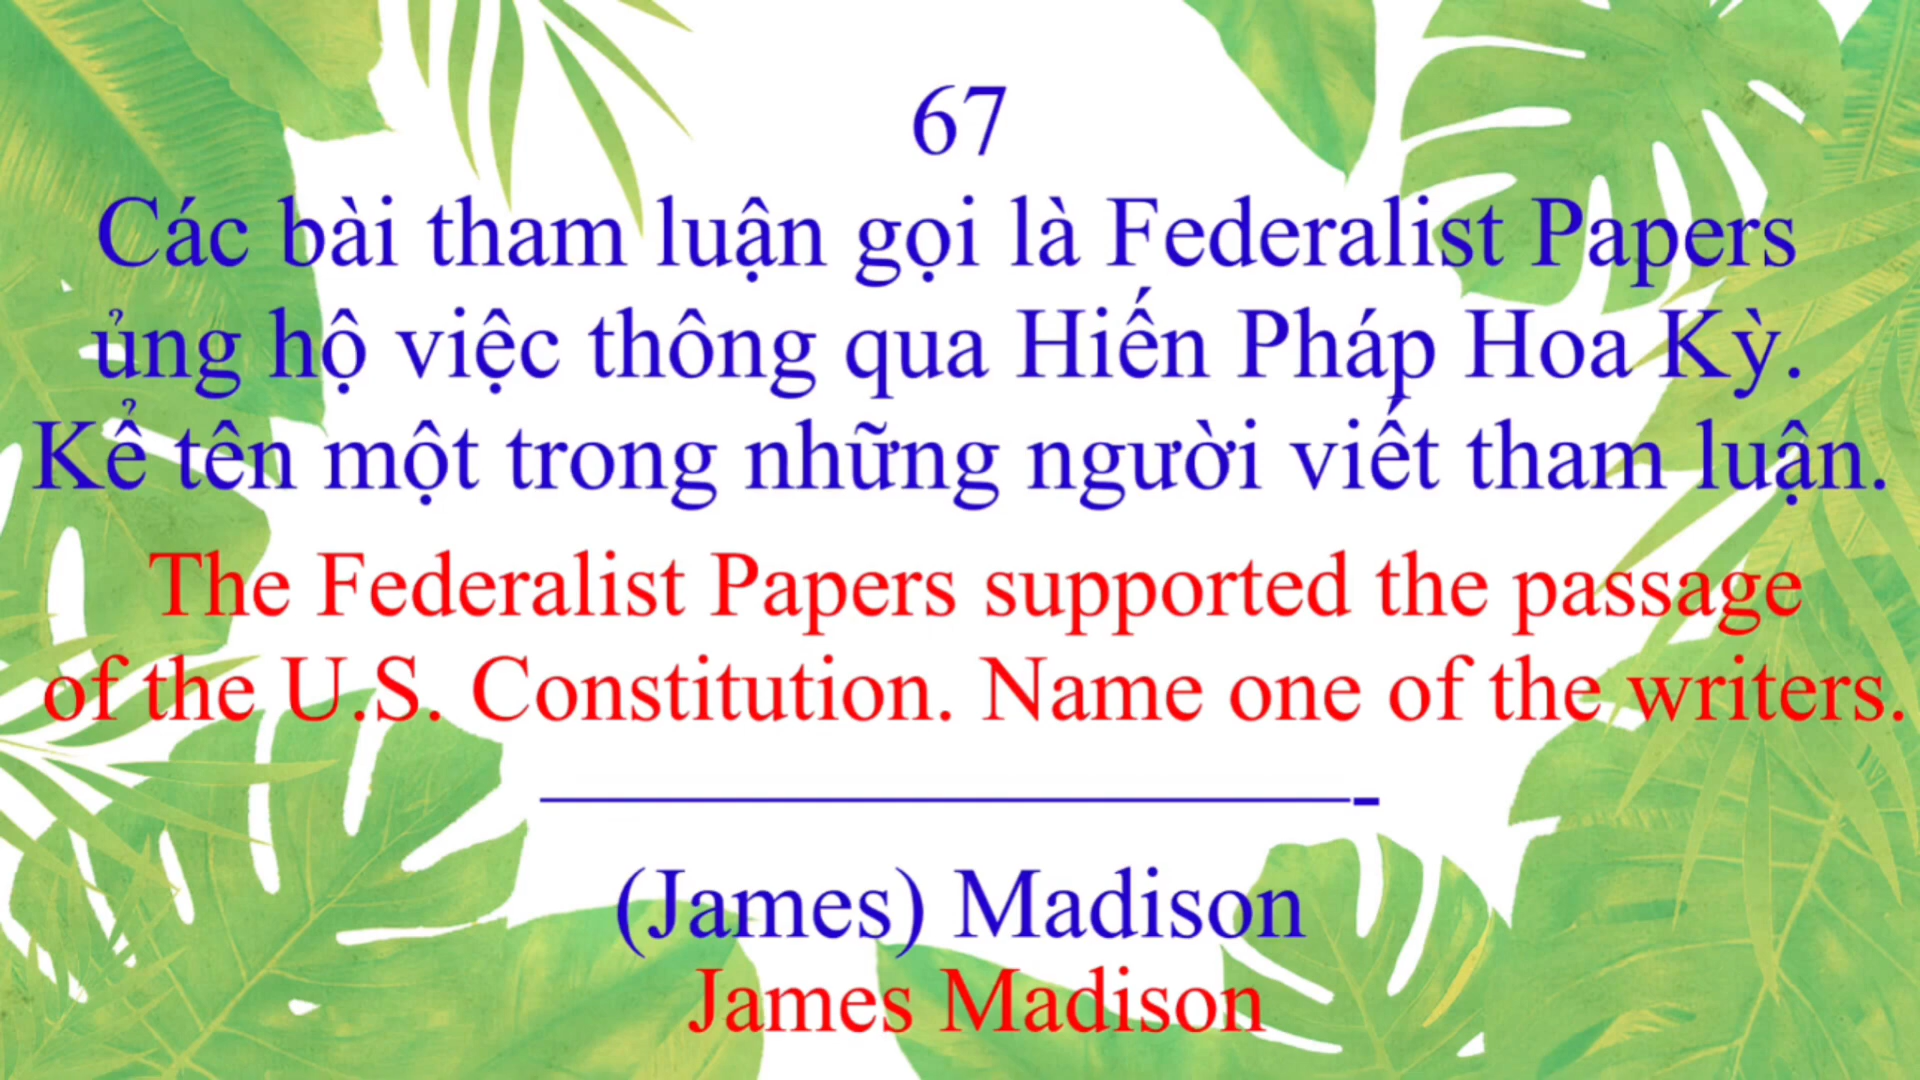 67
Các bài tham luận gọi là Federalist Papers
ủng hộ việc thông qua Hiến Pháp Hoa Kỳ.
Kể tên một trong những người viết tham luận.
The Federalist Papers supported the passage
of the U.S. Constitution. Name one of the writers.
(James) Madison
James Madison